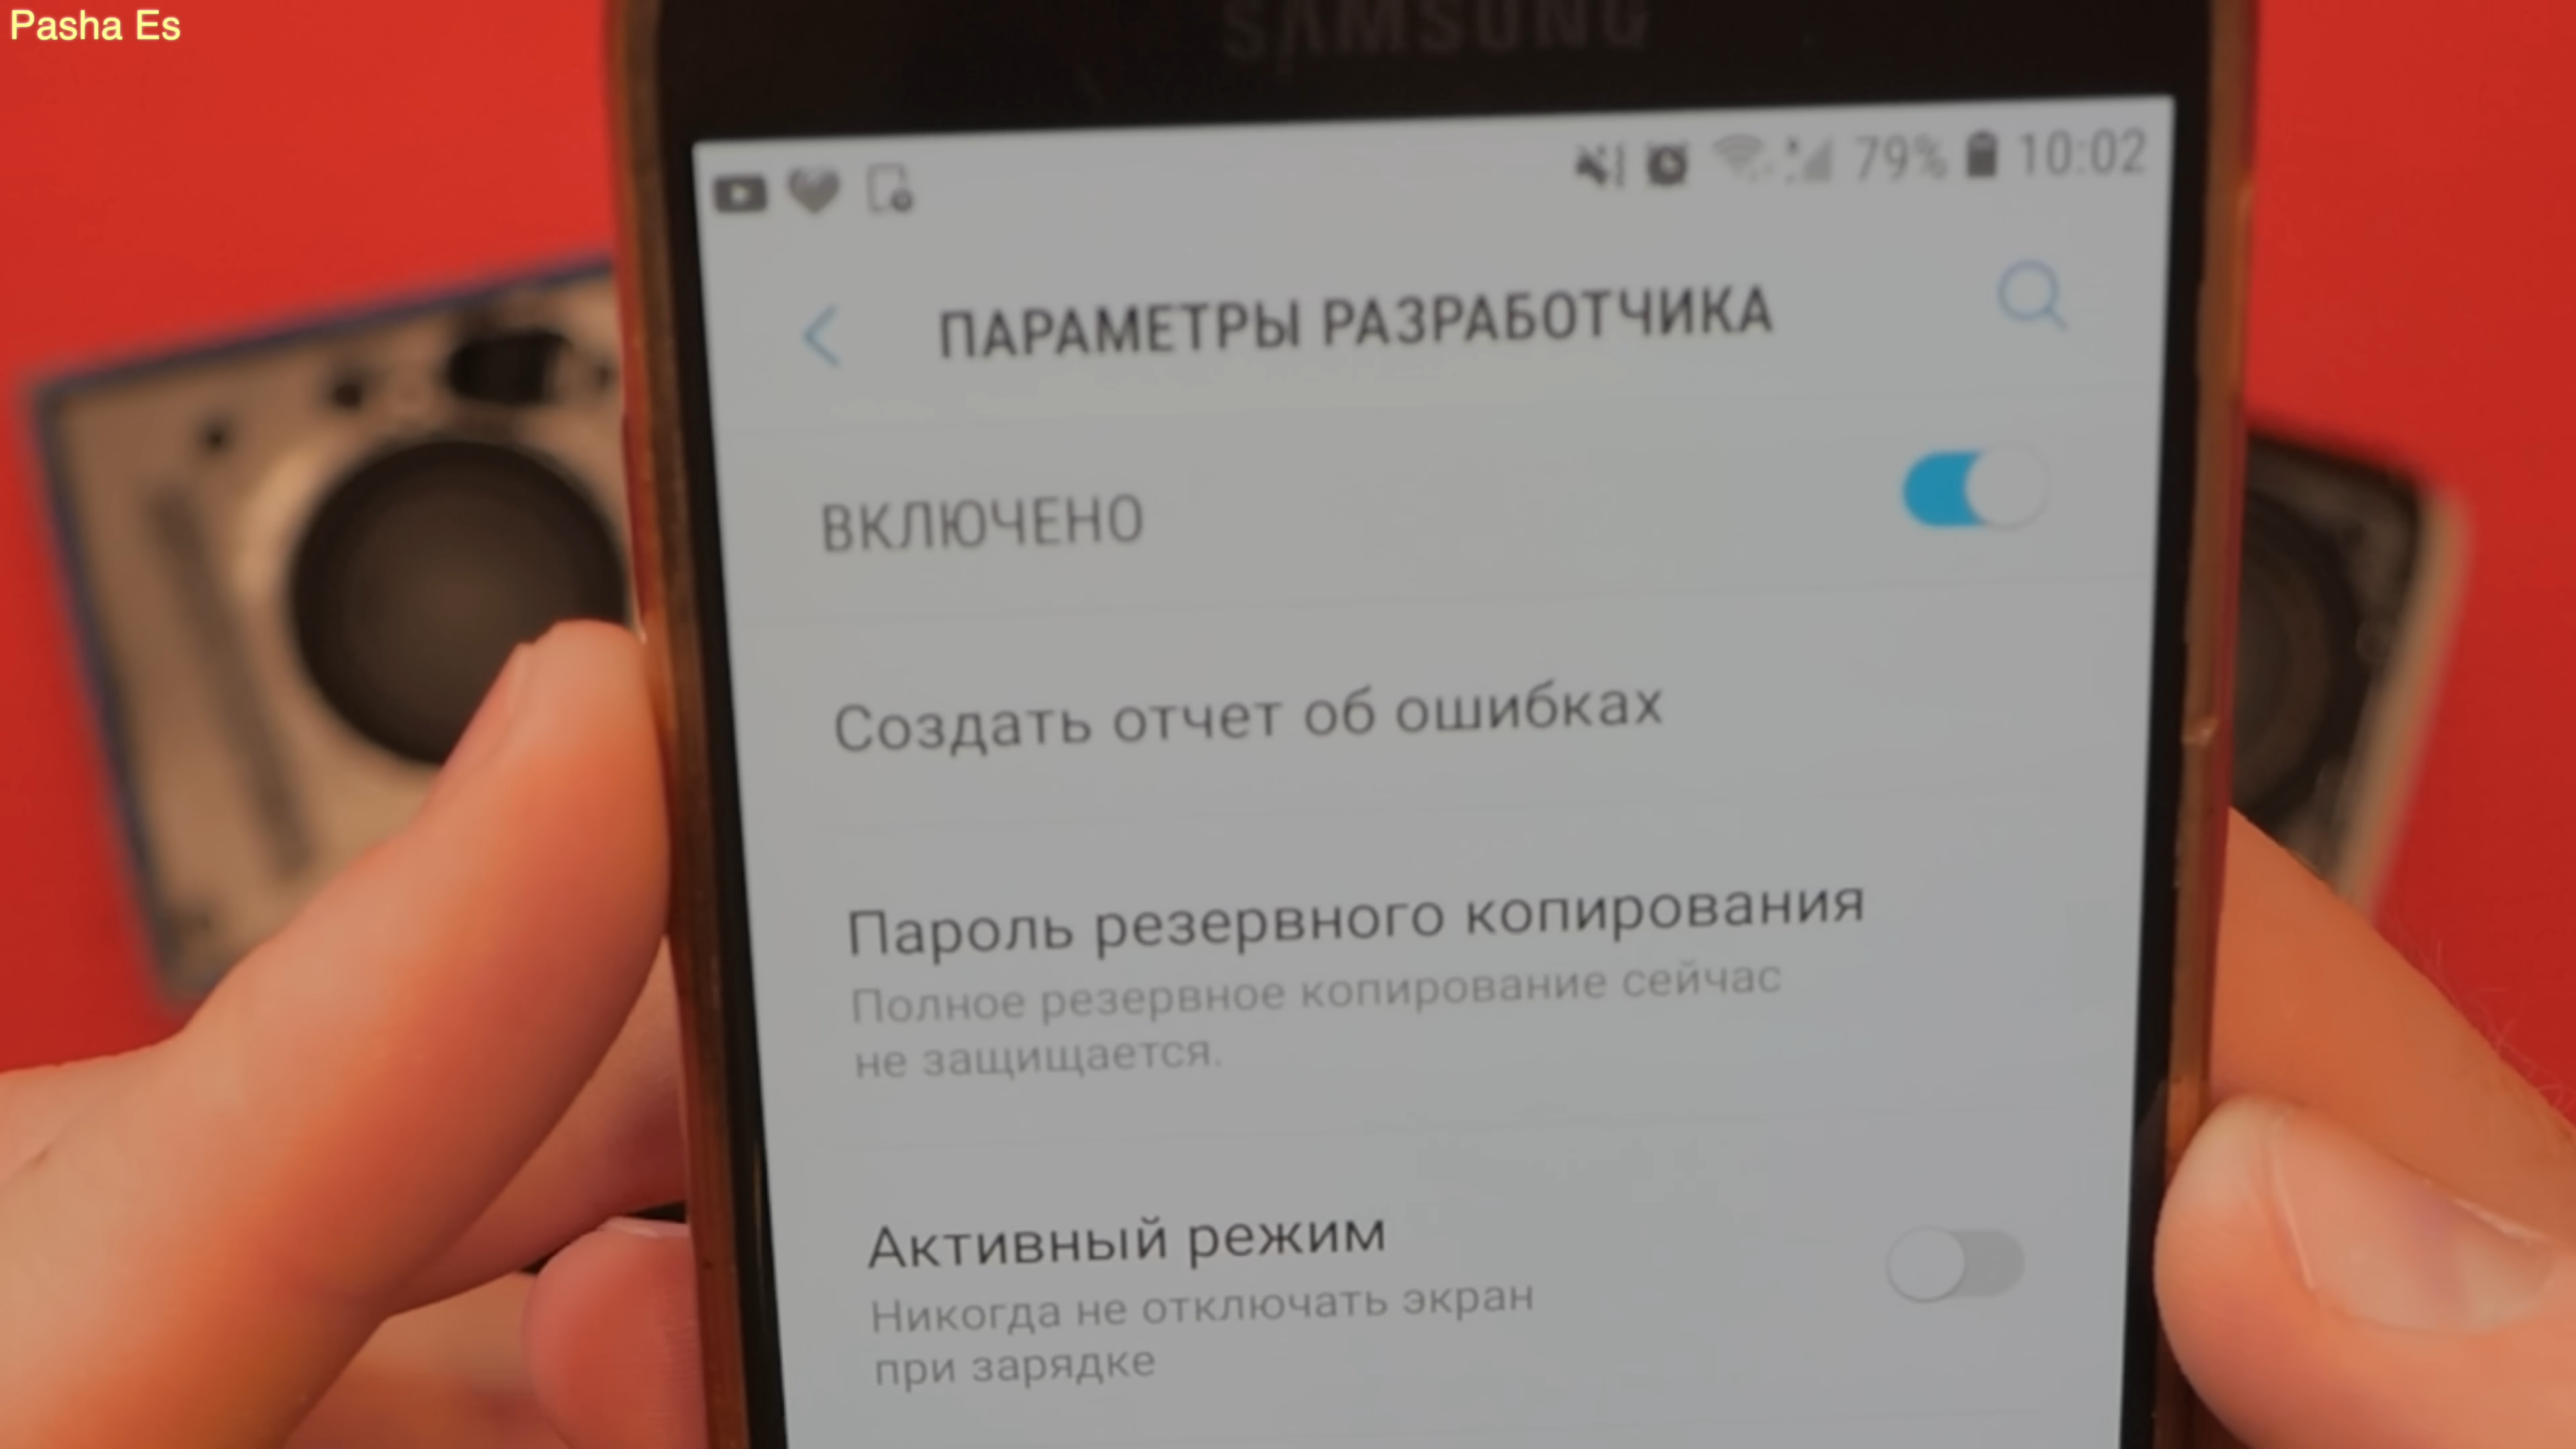 Pasha Es
SAMSUNG
79% 10:02
ПАРАМЕТРЫ РАЗРАБОТЧИКА
ВКЛЮЧЕНО
Создать отчет об ошибках
Пароль резервного копирования
Полное резервное копирование сейчас
не защищается.
Активный режим
Никогда не отключать экран
при зарядке